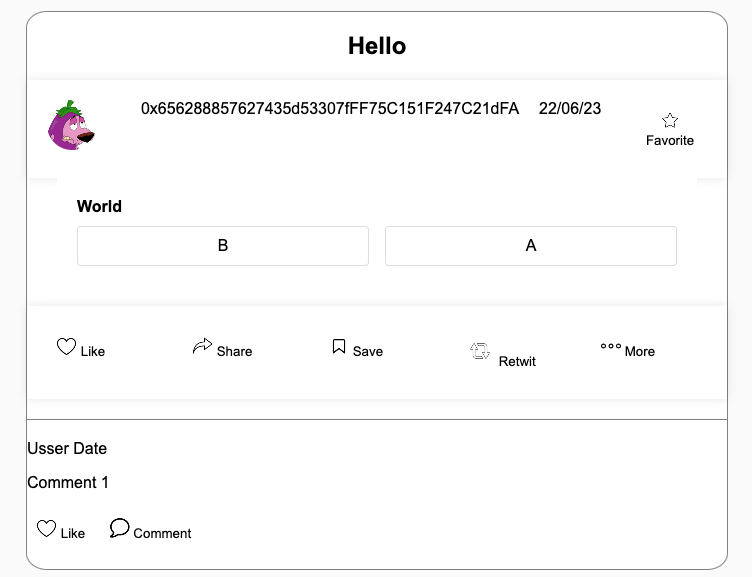 Hello
0x656288857627435d53307fFF75C151F247C21dFA 22/06/23
Favorite
World
B A
Like Share Save Retwit More
Usser Date
Comment 1
Like Comment